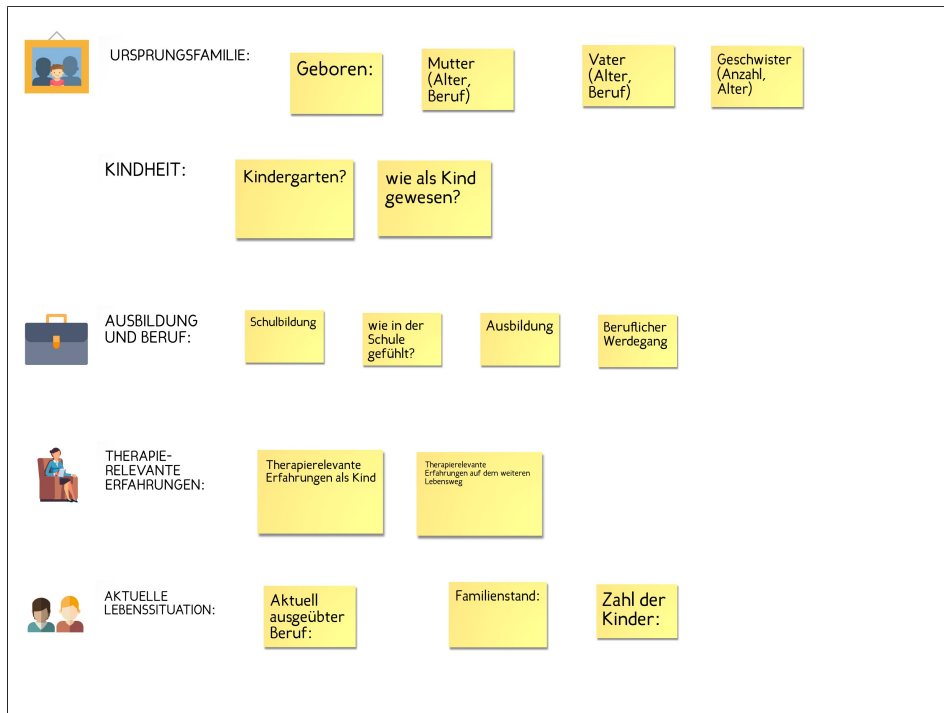 URSPRUNGSFAMILIE:
Geboren:
Mutter
(Alter,
Beruf)
Vater
(Alter,
Beruf)
Geschwister
(Anzahl,
Alter)
KINDHEIT:
Kindergarten?
wie als Kind
gewesen?
AUSBILDUNG
UND BERUF:
Schulbildung
wie in der
Schule
gefühlt?
Ausbildung
Beruflicher
Werdegang
THERAPIE-
RELEVANTE
ERFAHRUNGEN:
Therapierelevante
Erfahrungen als Kind
Therapierelevante
Erfahrungen auf dem weiteren
Lebensweg
AKTUELLE
LEBENSSITUATION:
Aktuell
ausgeübter
Beruf:
Familienstand:
Zahl der
Kinder: